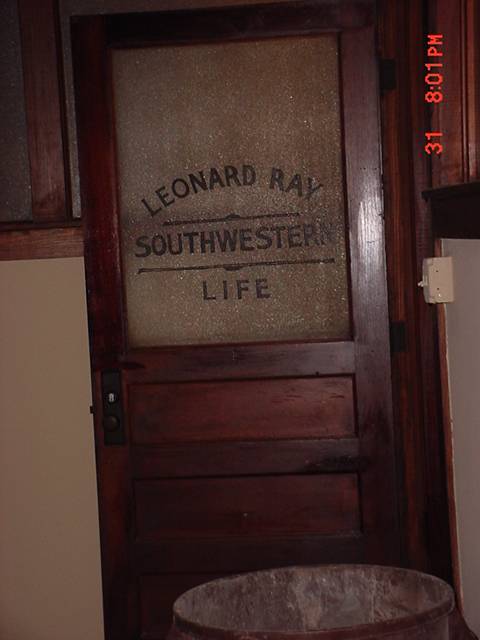 LEONARD RAY
SOUTHWESTERN
LIFE
31 8:01PM